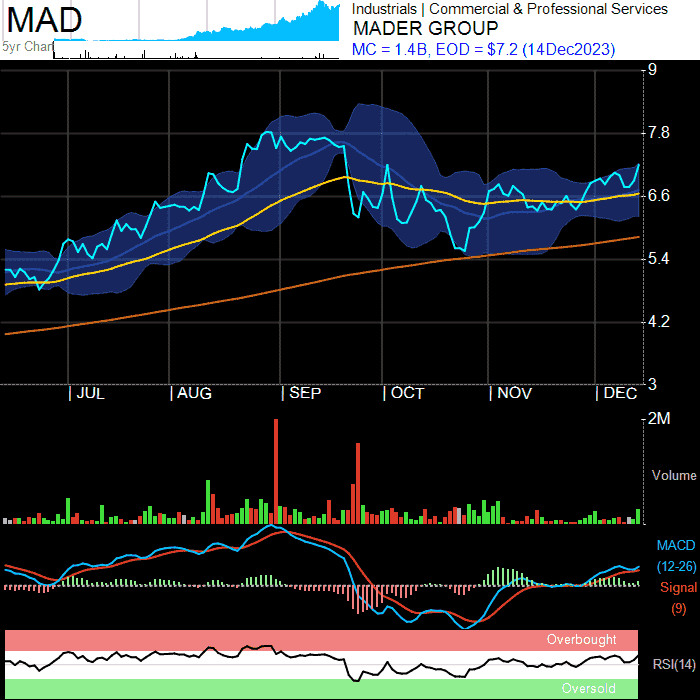 MAD
5yr Chart
Industrials | Commercial & Professional Services
MADER GROUP
MC = 1.4B, EOD = $7.2 (14Dec2023)
9
7.8
6.6
5.4
4.2
3
JUL AUG SEP OCT NOV DEC
2M
Volume
MACD
(12-26)
Signal
(9)
Overbought
RSI(14)
Oversold